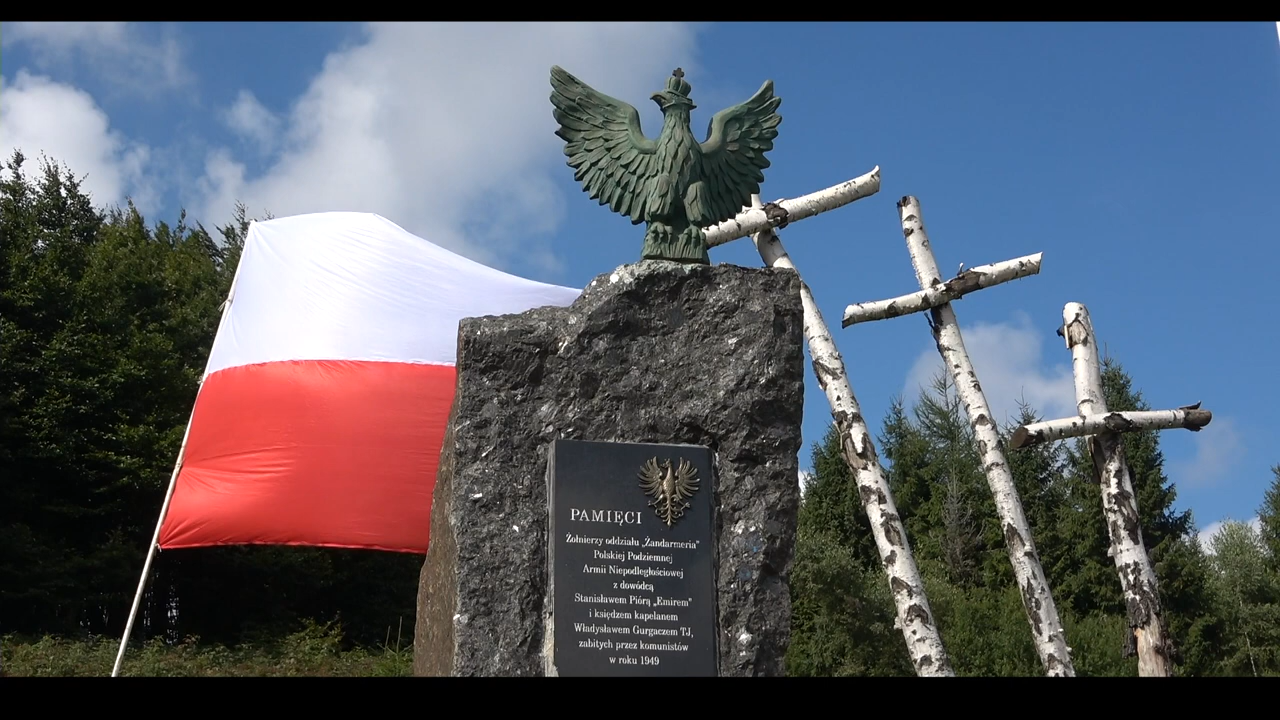 PAMIĘCI
Żołnierzy oddziału „Żandarmeria"
Polskiej Podziemnej
Armii Niepodległościowej
z dowódcą
Stanisławem Piórą „Emirem"
i księdzem kapelanem
Władysławem Gurgaczem TJ,
zabitych przez komunistów
w roku 1949